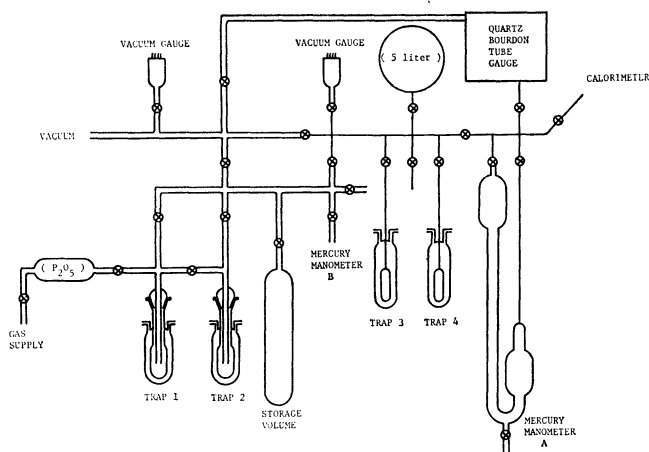 QUARTZ
BOURDON
TUBE
GAUGE
VACUUM GAUGE
VACUUM GAUGE
( 5 liter )
CALORIMETER
VACUUM
( P2O5 )
MERCURY
MANOMETER
B
GAS
SUPPLY
TRAP 3
TRAP 4
TRAP 1
TRAP 2
STORAGE
VOLUME
MERCURY
MANOMETER
A